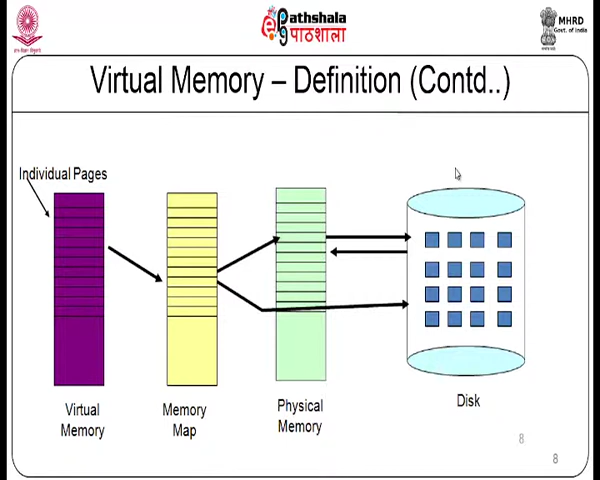 Pathshala
पाठशाला
MHRD
Govt. of India
Virtual Memory – Definition (Contd..)
Individual Pages
Virtual
Memory
Memory
Map
Physical
Memory
Disk
8
8